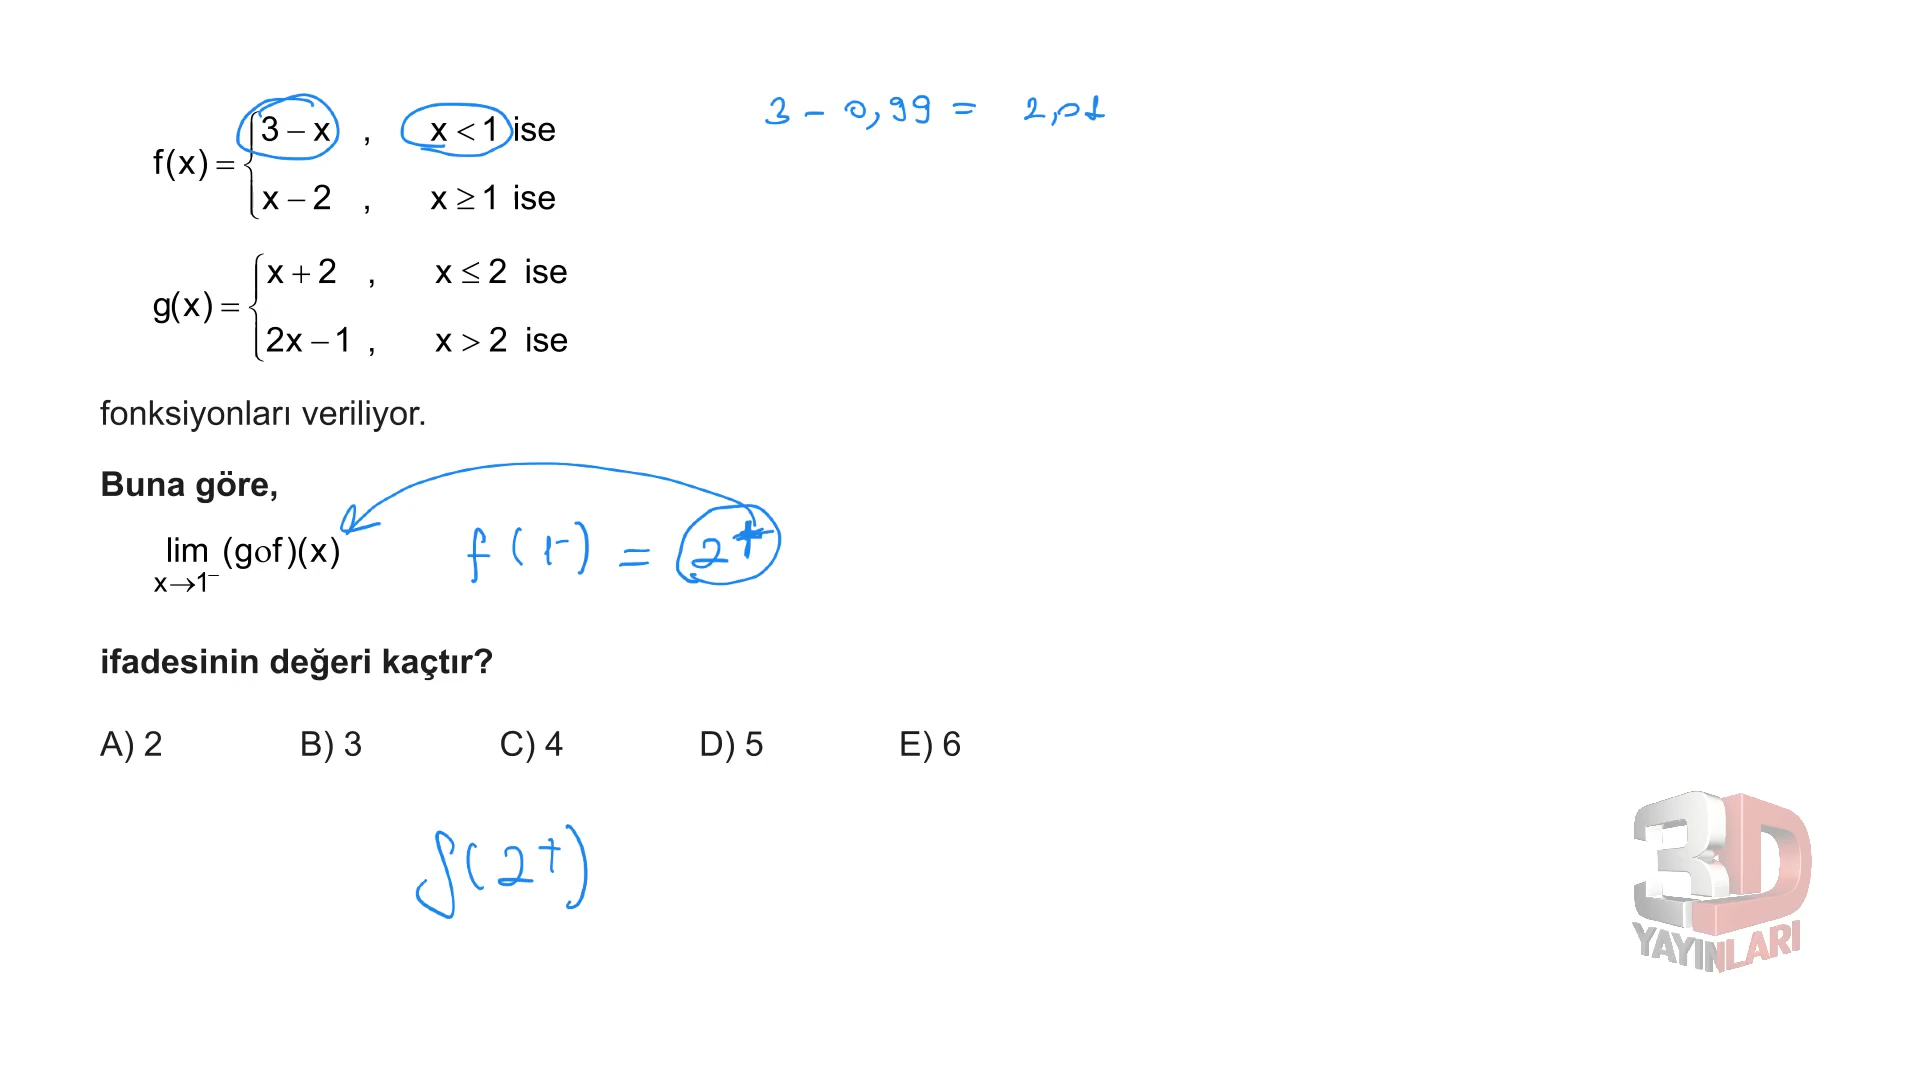 f(x) = { 3 − x , x < 1 ise
x − 2 , x ≥ 1 ise
3 - 0,99 = 2,01
g(x) = { x + 2 , x ≤ 2 ise
2x − 1 , x > 2 ise
fonksiyonları veriliyor.
Buna göre,
lim (gof)(x)
x→1⁻
f(1⁻) = 2⁺
ifadesinin değeri kaçtır?
A) 2 B) 3 C) 4 D) 5 E) 6
g(2⁺)
3D
YAYINLARI